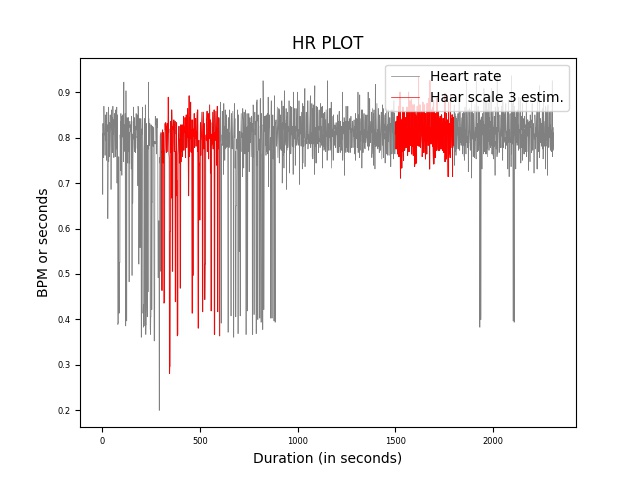 HR PLOT
Heart rate
Haar scale 3 estim.
BPM or seconds
0.9
0.8
0.7
0.6
0.5
0.4
0.3
0.2
0
500
1000
1500
2000
Duration (in seconds)